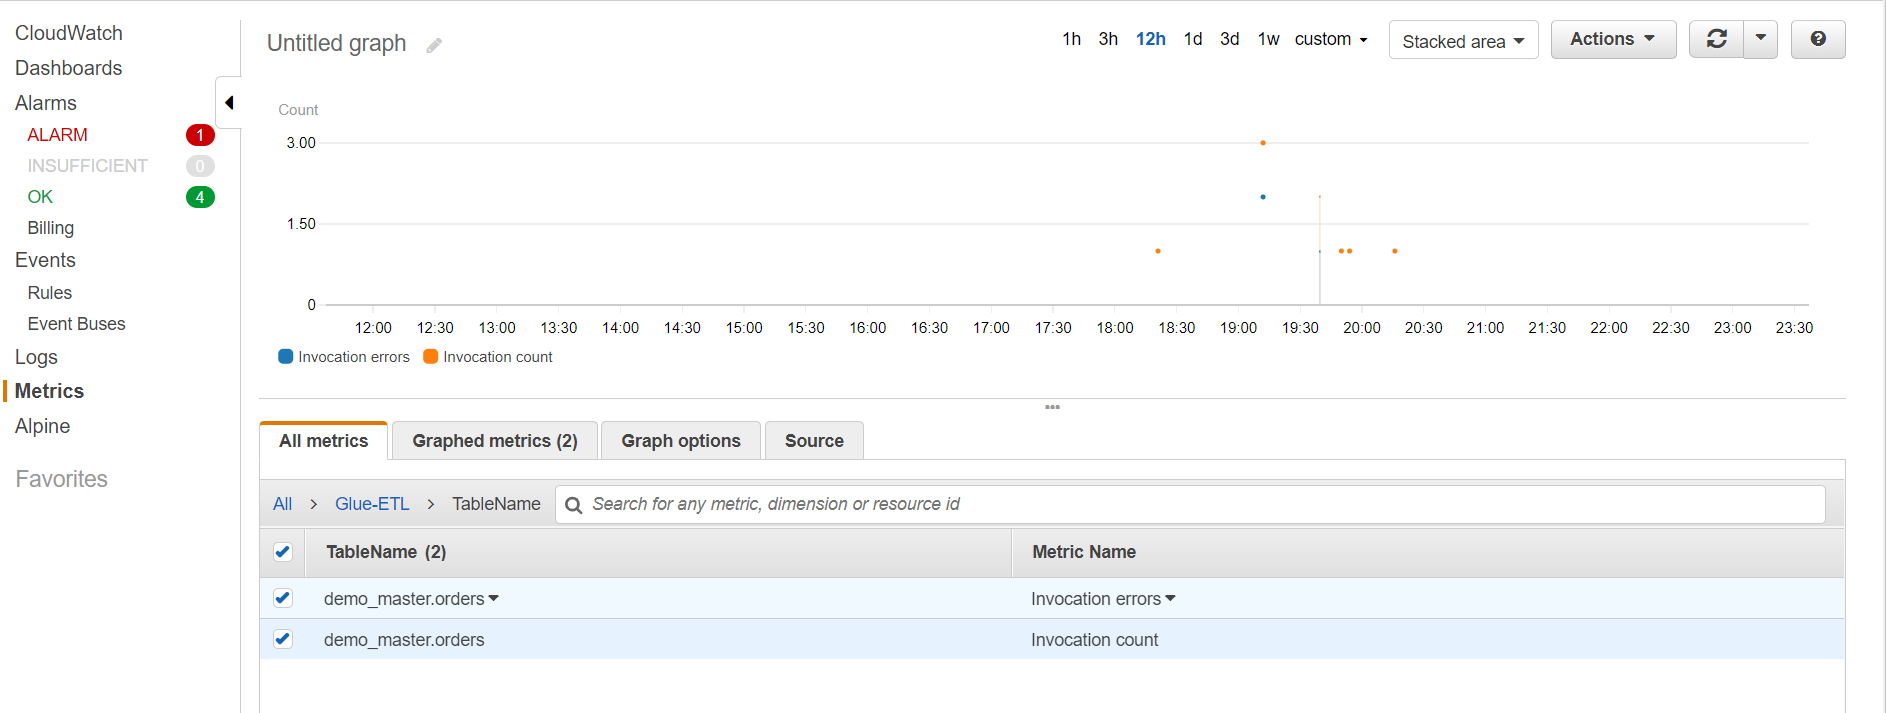 CloudWatch
Dashboards
Alarms
ALARM 1
INSUFFICIENT 0
OK 4
Billing
Events
Rules
Event Buses
Logs
Metrics
Alpine
Favorites
Untitled graph
1h 3h 12h 1d 3d 1w custom Stacked area Actions ?
Count
3.00
1.50
0
12:00 12:30 13:00 13:30 14:00 14:30 15:00 15:30 16:00 16:30 17:00 17:30 18:00 18:30 19:00 19:30 20:00 20:30 21:00 21:30 22:00 22:30 23:00 23:30
Invocation errors Invocation count
All metrics Graphed metrics (2) Graph options Source
All > Glue-ETL > TableName Search for any metric, dimension or resource id
TableName (2) Metric Name
demo_master.orders Invocation errors
demo_master.orders Invocation count